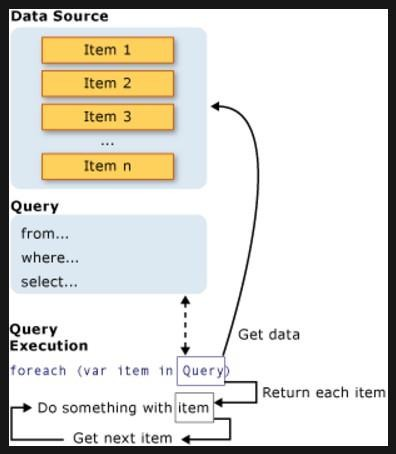 Data Source
Item 1
Item 2
Item 3
...
Item n
Query
from...
where...
select...
Query
Execution
Get data
foreach (var item in Query)
Return each item
Do something with item
Get next item